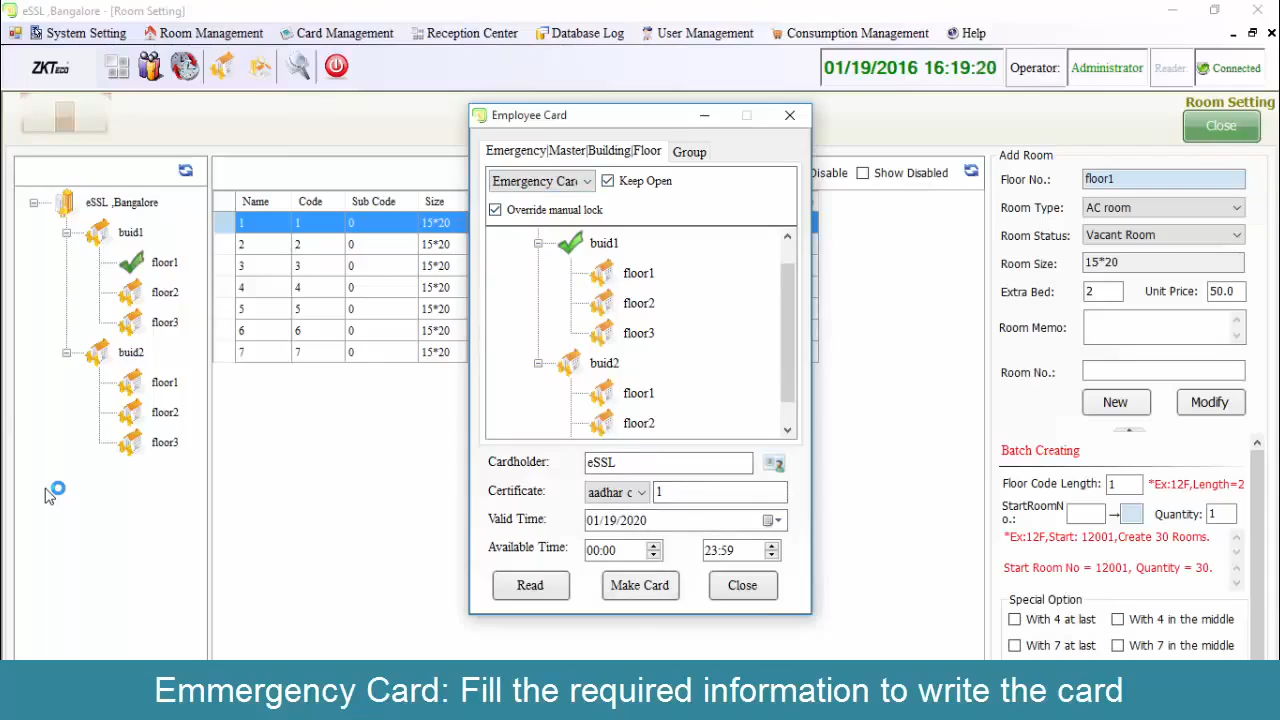 eSSL ,Bangalore - [Room Setting]
System Setting Room Management Card Management Reception Center Database Log User Management Consumption Management Help
ZKTeco 01/19/2016 16:19:20 Operator: Administrator Reader: Connected
Room Setting
Close
eSSL ,Bangalore
buid1
floor1
floor2
floor3
buid2
floor1
floor2
floor3
Disable Show Disabled
Name Code Sub Code Size
1 1 0 15*20
2 2 0 15*20
3 3 0 15*20
4 4 0 15*20
5 5 0 15*20
6 6 0 15*20
7 7 0 15*20
Employee Card
Emergency|Master|Building|Floor Group
Emergency Car Keep Open
Override manual lock
buid1
floor1
floor2
floor3
buid2
floor1
floor2
Cardholder: eSSL
Certificate: aadhar c 1
Valid Time: 01/19/2020
Available Time: 00:00 23:59
Read Make Card Close
Add Room
Floor No.: floor1
Room Type: AC room
Room Status: Vacant Room
Room Size: 15*20
Extra Bed: 2 Unit Price: 50.0
Room Memo:
Room No.:
New Modify
Batch Creating
Floor Code Length: 1 *Ex:12F,Length=2
StartRoomN
o.: → Quantity: 1
*Ex:12F,Start: 12001,Create 30 Rooms.
Start Room No = 12001, Quantity = 30.
Special Option
With 4 at last With 4 in the middle
With 7 at last With 7 in the middle
Emmergency Card: Fill the required information to write the card